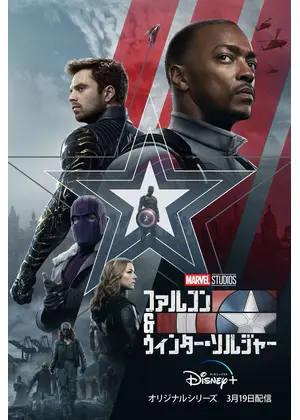 MARVEL STUDIOS
ファルコン
&
ウィンター・ソルジャー
Disney+
オリジナルシリーズ 3月19日配信